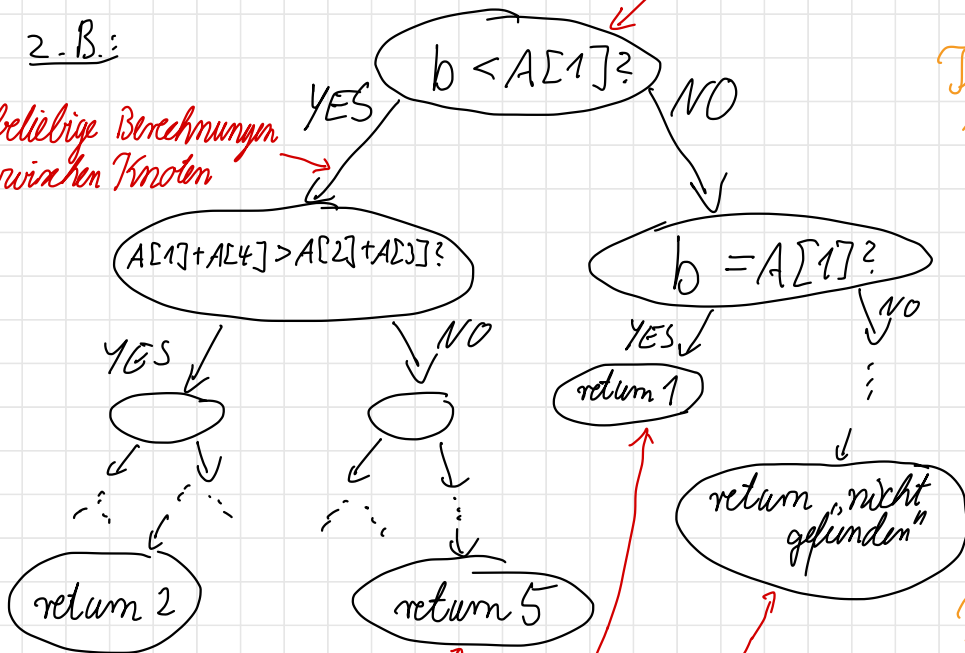 z.B.:
b < A[1]?
YES
NO
beliebige Berechnungen
zwischen Knoten
A[1]+A[4]>A[2]+A[3]?
b = A[1]?
YES
NO
YES
NO
return 1
return „nicht
gefunden"
return 2
return 5